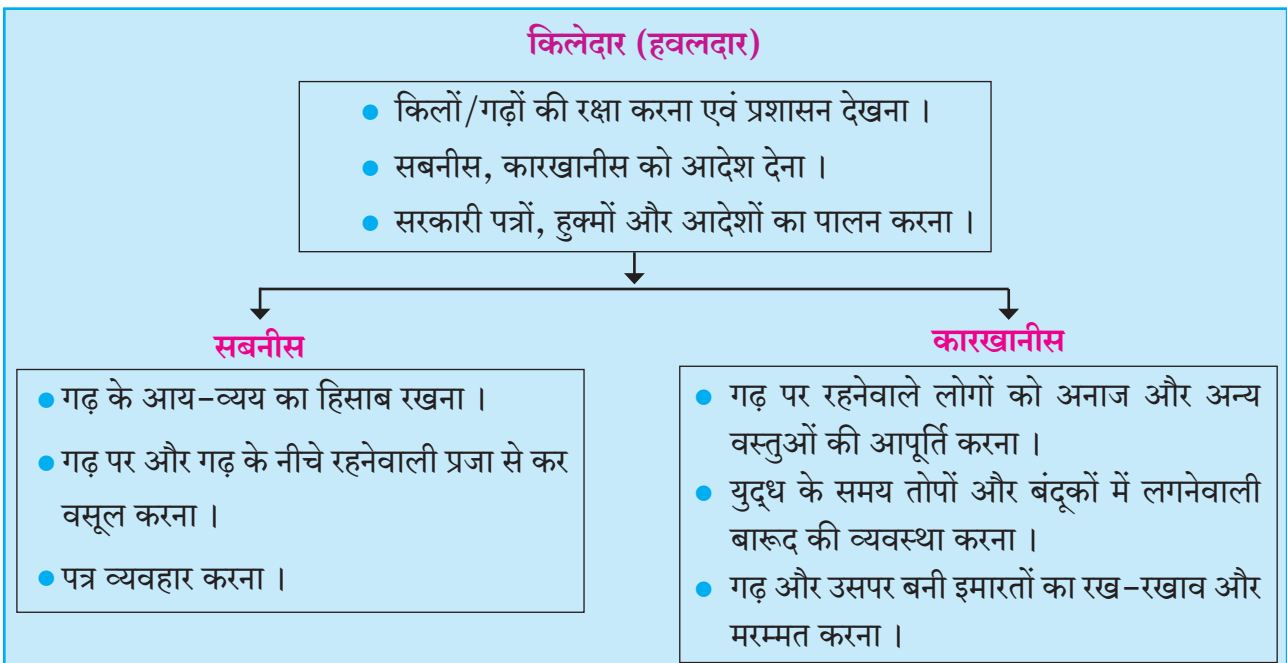 किलेदार (हवलदार)
● किलों/गढ़ों की रक्षा करना एवं प्रशासन देखना ।
● सबनीस, कारखानीस को आदेश देना ।
● सरकारी पत्रों, हुक्मों और आदेशों का पालन करना ।
सबनीस
● गढ़ के आय-व्यय का हिसाब रखना ।
● गढ़ पर और गढ़ के नीचे रहनेवाली प्रजा से कर
वसूल करना ।
● पत्र व्यवहार करना ।
कारखानीस
● गढ़ पर रहनेवाले लोगों को अनाज और अन्य
वस्तुओं की आपूर्ति करना ।
● युद्ध के समय तोपों और बंदूकों में लगनेवाली
बारूद की व्यवस्था करना ।
● गढ़ और उसपर बनी इमारतों का रख-रखाव और
मरम्मत करना ।